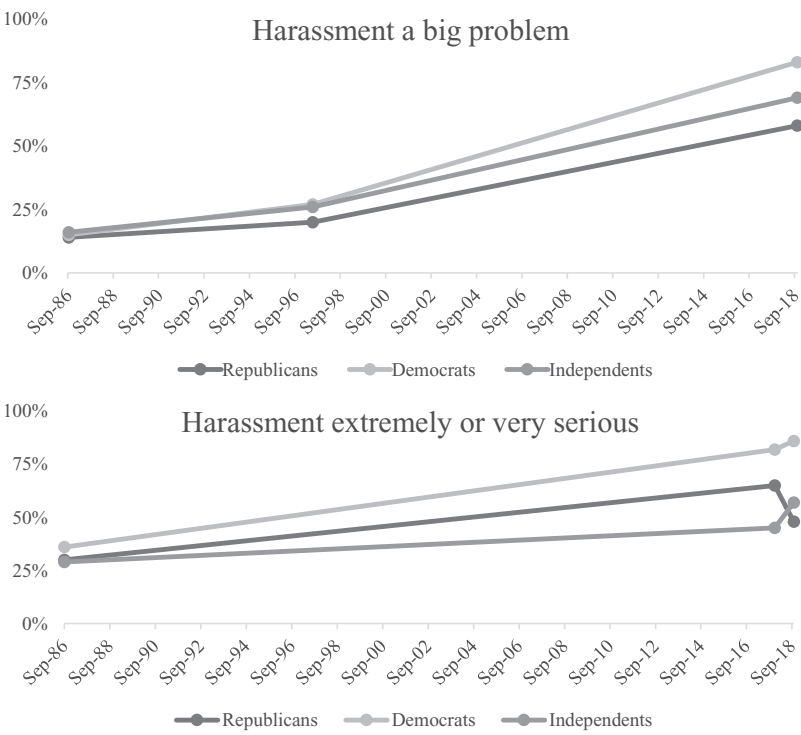 100%
Harassment a big problem
75%
50%
25%
0%
Sep-86 Sep-88 Sep-90 Sep-92 Sep-94 Sep-96 Sep-98 Sep-00 Sep-02 Sep-04 Sep-06 Sep-08 Sep-10 Sep-12 Sep-14 Sep-16 Sep-18
Republicans Democrats Independents
100%
Harassment extremely or very serious
75%
50%
25%
0%
Sep-86 Sep-88 Sep-90 Sep-92 Sep-94 Sep-96 Sep-98 Sep-00 Sep-02 Sep-04 Sep-06 Sep-08 Sep-10 Sep-12 Sep-14 Sep-16 Sep-18
Republicans Democrats Independents